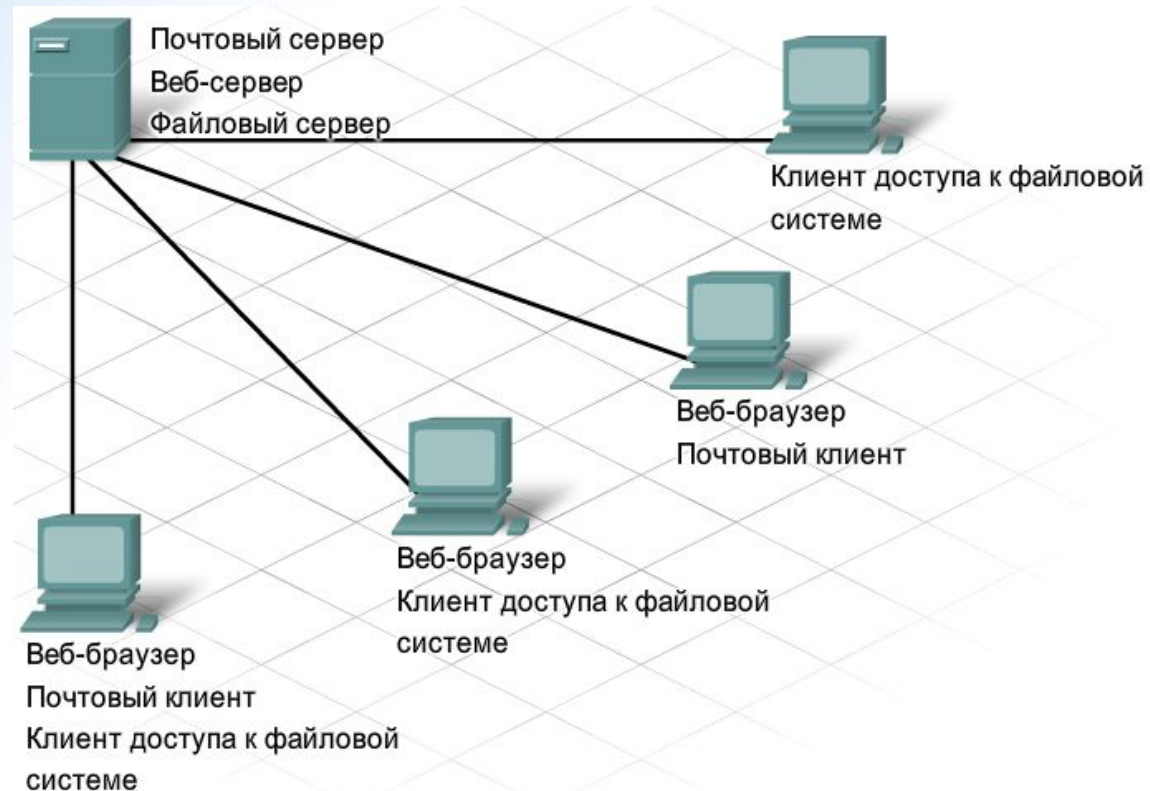 Почтовый сервер
Веб-сервер
Файловый сервер
Клиент доступа к файловой
системе
Веб-браузер
Почтовый клиент
Веб-браузер
Клиент доступа к файловой
системе
Веб-браузер
Почтовый клиент
Клиент доступа к файловой
системе